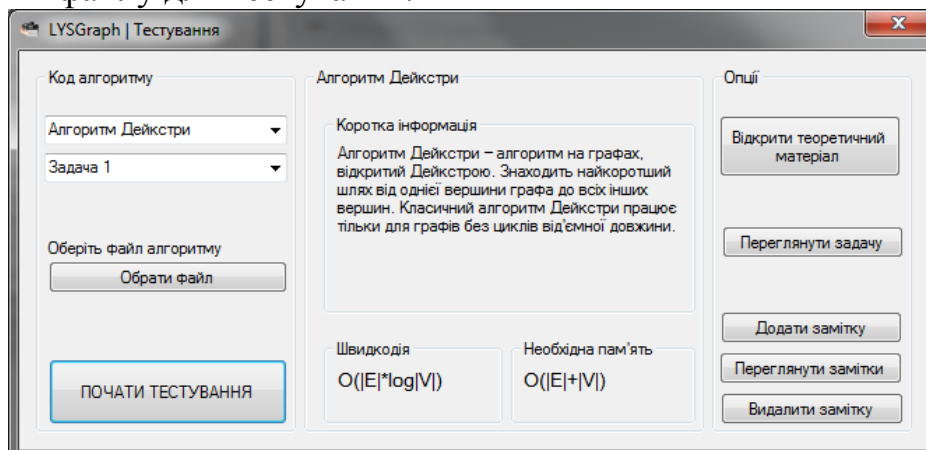 LYSGraph | Тестування
Код алгоритму
Алгоритм Дейкстри
Задача 1
Оберіть файл алгоритму
Обрати файл
ПОЧАТИ ТЕСТУВАННЯ
Алгоритм Дейкстри
Коротка інформація
Алгоритм Дейкстри – алгоритм на графах,
відкритий Дейкстрою. Знаходить найкоротший
шлях від однієї вершини графа до всіх інших
вершин. Класичний алгоритм Дейкстри працює
тільки для графів без циклів від'ємної довжини.
Швидкодія
O(|E|*log|V|)
Необхідна пам'ять
O(|E|+|V|)
Опції
Відкрити теоретичний
матеріал
Переглянути задачу
Додати замітку
Переглянути замітки
Видалити замітку